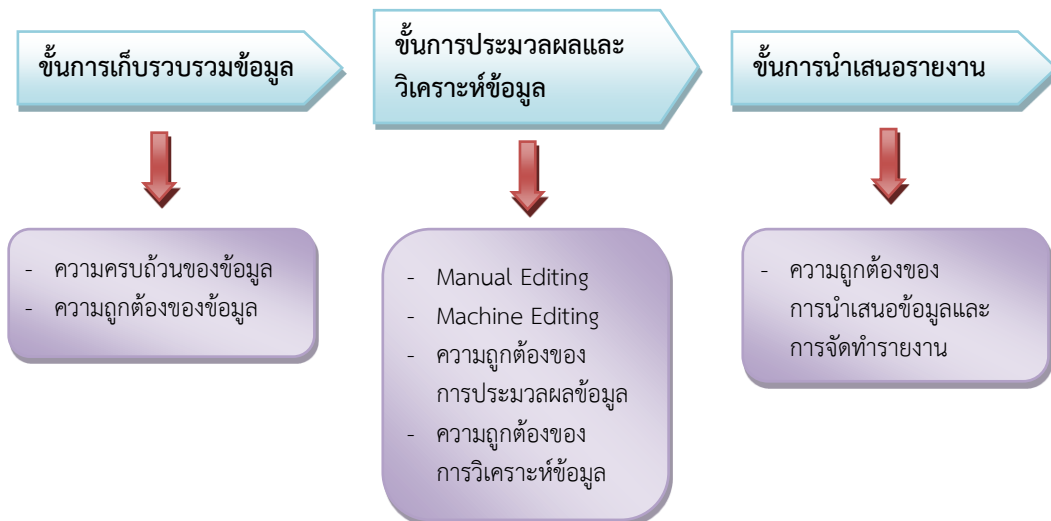 ขั้นการเก็บรวบรวมข้อมูล
ขั้นการประมวลผลและ
วิเคราะห์ข้อมูล
ขั้นการนำเสนอรายงาน
- ความครบถ้วนของข้อมูล
- ความถูกต้องของข้อมูล
- Manual Editing
- Machine Editing
- ความถูกต้องของ
การประมวลผลข้อมูล
- ความถูกต้องของ
การวิเคราะห์ข้อมูล
- ความถูกต้องของ
การนำเสนอข้อมูลและ
การจัดทำรายงาน